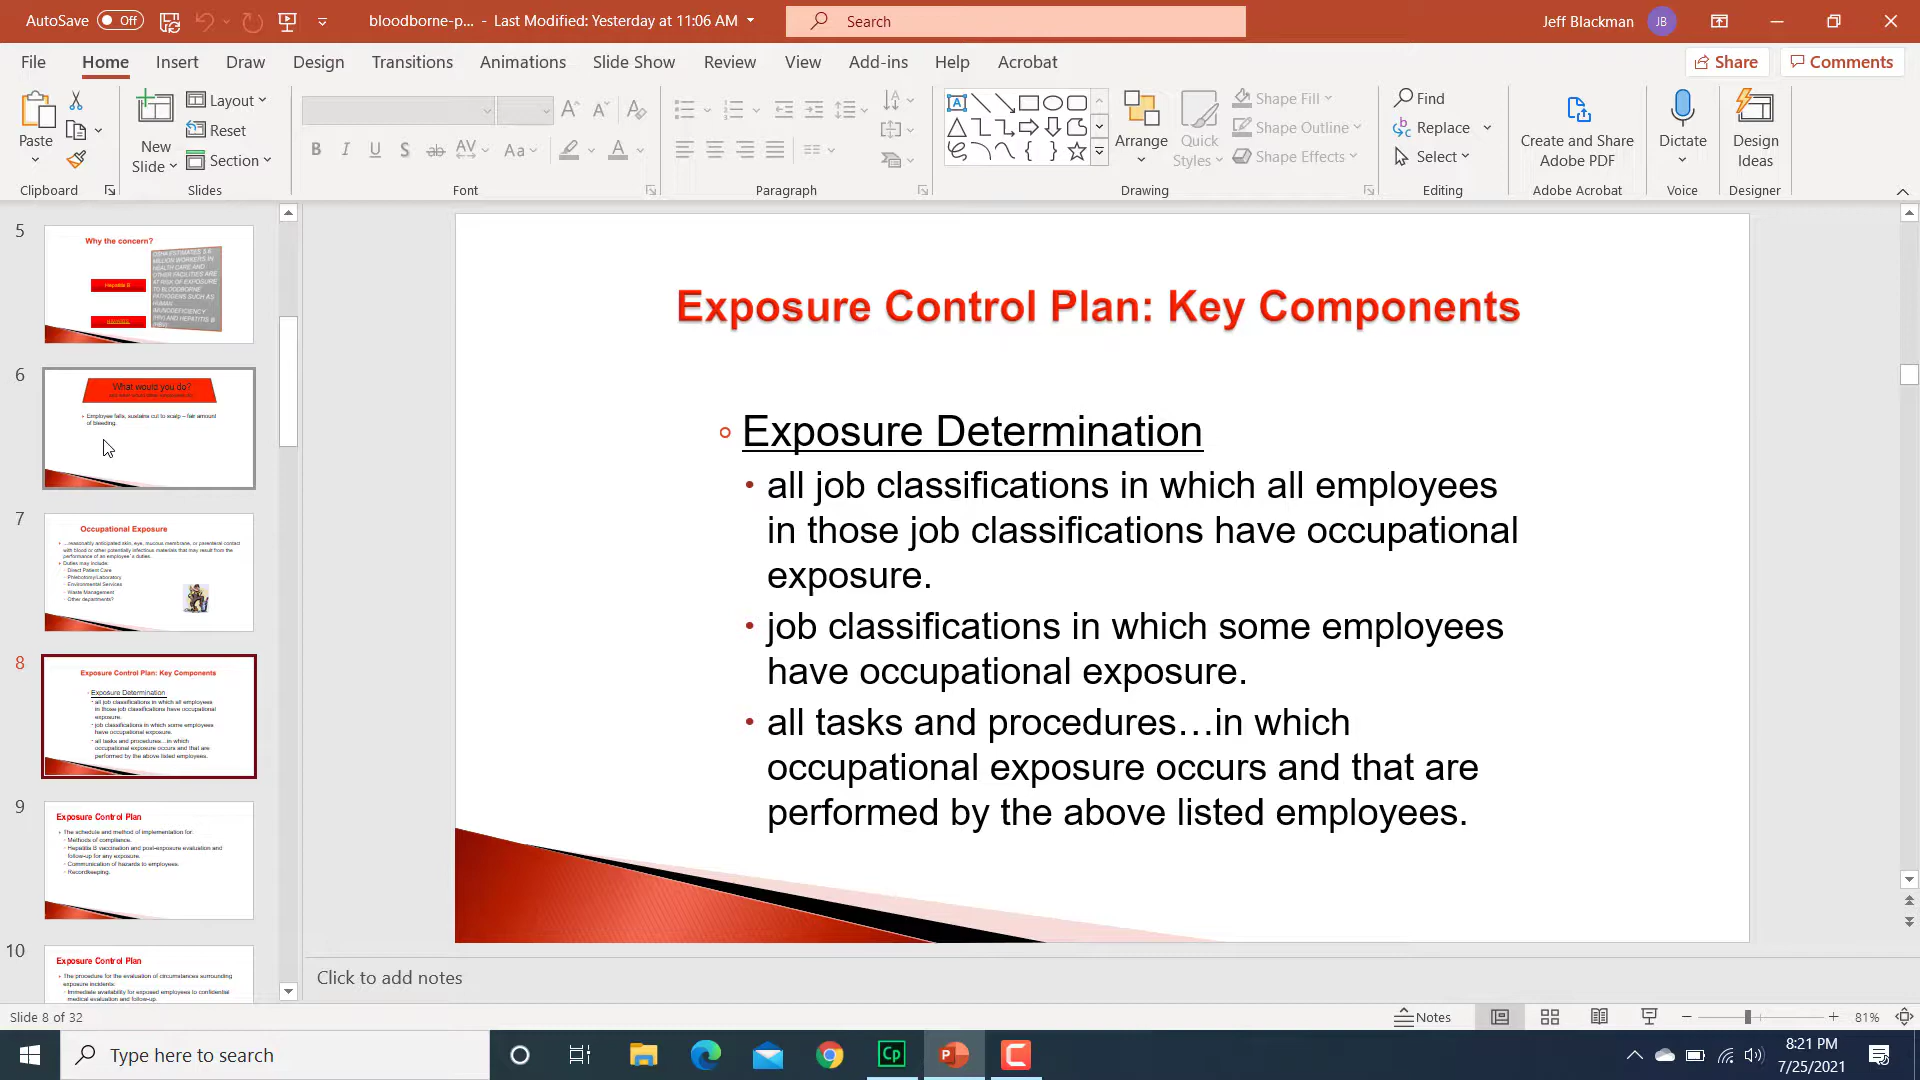 AutoSave Off
bloodborne-p... - Last Modified: Yesterday at 11:06 AM
Search
Jeff Blackman JB
File Home Insert Draw Design Transitions Animations Slide Show Review View Add-ins Help Acrobat
Share Comments
Paste
Clipboard
New Slide
Layout
Reset
Section
Slides
B I U S ab AV Aa A
Font
Paragraph
Arrange
Quick Styles
Shape Fill
Shape Outline
Shape Effects
Drawing
Find
Replace
Select
Editing
Create and Share
Adobe PDF
Adobe Acrobat
Dictate
Voice
Design
Ideas
Designer
5
Why the concern?
Hepatitis B
6
What would you do?
Employee falls, sustains cut to scalp – fair amount
of bleeding.
7
Occupational Exposure
…reasonably anticipated skin, eye, mucous membrane, or parenteral contact
with blood or other potentially infectious materials that may result from the
performance of an employee's duties.
Duties may include:
Direct Patient Care
Phlebotomy/Laboratory
Environmental Services
Waste Management
Other departments?
8
Exposure Control Plan: Key Components
Exposure Determination
all job classifications in which all employees
in those job classifications have occupational
exposure.
job classifications in which some employees
have occupational exposure.
all tasks and procedures…in which
occupational exposure occurs and that are
performed by the above listed employees.
9
Exposure Control Plan
The schedule and method of implementation for:
Methods of compliance.
Hepatitis B vaccination and post-exposure evaluation and
follow-up for any exposure.
Communication of hazards to employees.
Recordkeeping.
10
Exposure Control Plan
The procedure for the evaluation of circumstances surrounding
exposure incidents:
Immediate availability for exposed employees to confidential
medical evaluation and follow-up.
Exposure Control Plan: Key Components
Exposure Determination
all job classifications in which all employees
in those job classifications have occupational
exposure.
job classifications in which some employees
have occupational exposure.
all tasks and procedures…in which
occupational exposure occurs and that are
performed by the above listed employees.
Click to add notes
Slide 8 of 32
Notes
81%
Type here to search
Cp
8:21 PM
7/25/2021